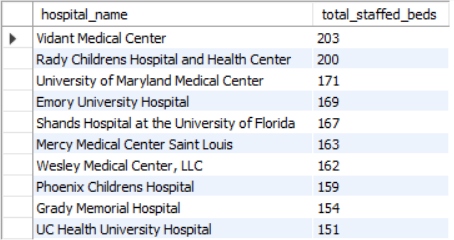 hospital_name total_staffed_beds
Vidant Medical Center 203
Rady Childrens Hospital and Health Center 200
University of Maryland Medical Center 171
Emory University Hospital 169
Shands Hospital at the University of Florida 167
Mercy Medical Center Saint Louis 163
Wesley Medical Center, LLC 162
Phoenix Childrens Hospital 159
Grady Memorial Hospital 154
UC Health University Hospital 151